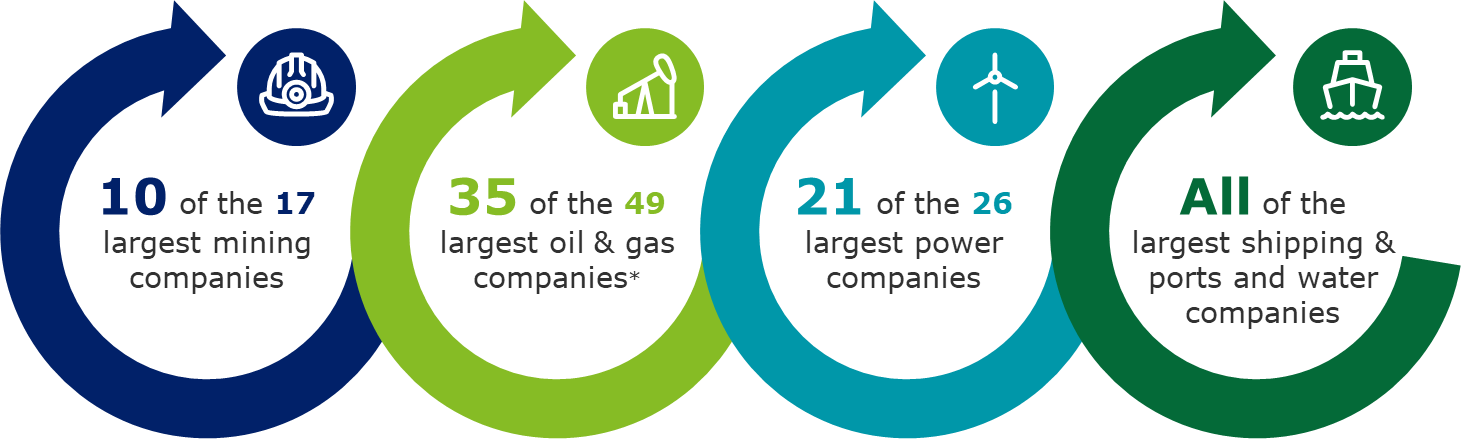 10 of the 17
largest mining
companies
35 of the 49
largest oil & gas
companies*
21 of the 26
largest power
companies
All of the
largest shipping &
ports and water
companies